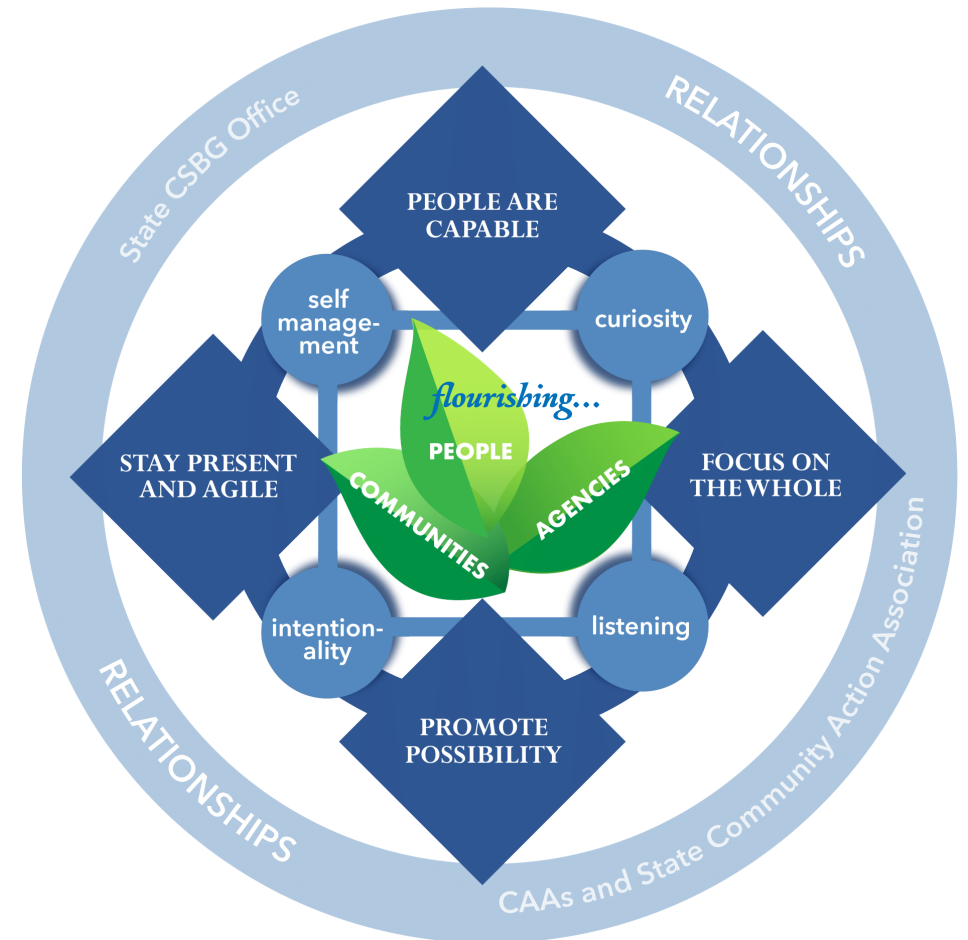 State CSBG Office
RELATIONSHIPS
PEOPLE ARE
CAPABLE
self
manage-
ment
curiosity
flourishing...
PEOPLE
STAY PRESENT
AND AGILE
FOCUS ON
THE WHOLE
COMMUNITIES
AGENCIES
intention-
ality
listening
PROMOTE
POSSIBILITY
RELATIONSHIPS
CAAs and State Community Action Association